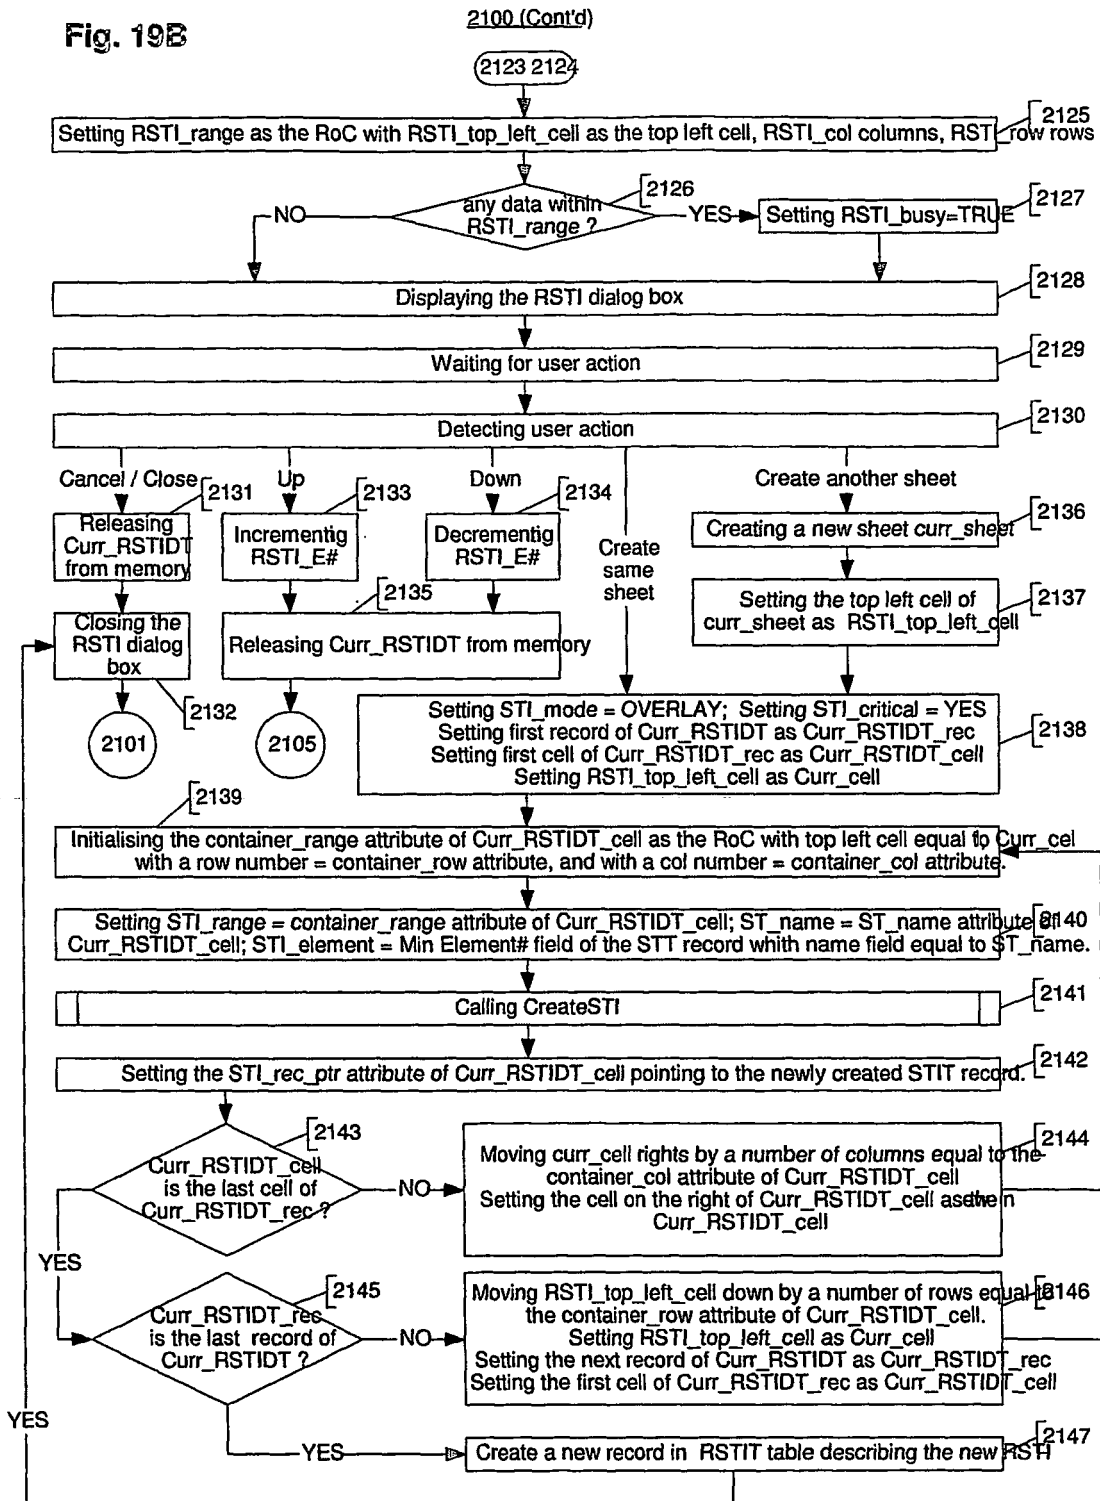 Fig. 19B
2100 (Cont'd)
2123 2124
2125
Setting RSTI_range as the RoC with RSTI_top_left_cell as the top left cell, RSTI_col columns, RSTI_row rows
2126
any data within
RSTI_range ?
NO
YES
2127
Setting RSTI_busy=TRUE
2128
Displaying the RSTI dialog box
2129
Waiting for user action
2130
Detecting user action
Cancel / Close
Up
Down
Create another sheet
2131
2133
2134
2136
Releasing
Curr_RSTIDT
from memory
Incrementig
RSTI_E#
Decrementig
RSTI_E#
Create
same
sheet
Creating a new sheet curr_sheet
2135
2137
Closing the
RSTI dialog
box
Releasing Curr_RSTIDT from memory
Setting the top left cell of
curr_sheet as RSTI_top_left_cell
2132
2101
2105
2138
Setting STI_mode = OVERLAY; Setting STI_critical = YES
Setting first record of Curr_RSTIDT as Curr_RSTIDT_rec
Setting first cell of Curr_RSTIDT_rec as Curr_RSTIDT_cell
Setting RSTI_top_left_cell as Curr_cell
2139
Initialising the container_range attribute of Curr_RSTIDT_cell as the RoC with top left cell equal to Curr_cel
with a row number = container_row attribute, and with a col number = container_col attribute.
2140
Setting STI_range = container_range attribute of Curr_RSTIDT_cell; ST_name = ST_name attribute of
Curr_RSTIDT_cell; STI_element = Min Element# field of the STT record whith name field equal to ST_name.
2141
Calling CreateSTI
2142
Setting the STI_rec_ptr attribute of Curr_RSTIDT_cell pointing to the newly created STIT record.
2143
Curr_RSTIDT_cell
is the last cell of
Curr_RSTIDT_rec ?
NO
YES
2144
Moving curr_cell rights by a number of columns equal to the
container_col attribute of Curr_RSTIDT_cell
Setting the cell on the right of Curr_RSTIDT_cell as
Curr_RSTIDT_cell
2145
Curr_RSTIDT_rec
is the last record of
Curr_RSTIDT ?
NO
2146
Moving RSTI_top_left_cell down by a number of rows equal to
the container_row attribute of Curr_RSTIDT_cell.
Setting RSTI_top_left_cell as Curr_cell
Setting the next record of Curr_RSTIDT as Curr_RSTIDT_rec
Setting the first cell of Curr_RSTIDT_rec as Curr_RSTIDT_cell
YES
YES
2147
Create a new record in RSTIT table describing the new RSTI